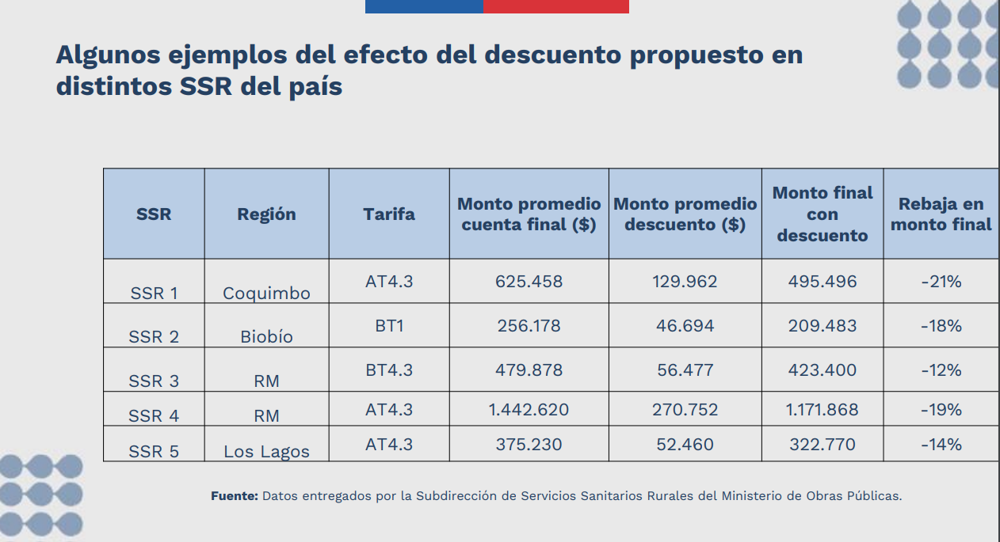 Algunos ejemplos del efecto del descuento propuesto en
distintos SSR del país
SSR Región Tarifa Monto promedio cuenta final ($) Monto promedio descuento ($) Monto final con descuento Rebaja en monto final
SSR 1 Coquimbo AT4.3 625.458 129.962 495.496 -21%
SSR 2 Biobío BT1 256.178 46.694 209.483 -18%
SSR 3 RM BT4.3 479.878 56.477 423.400 -12%
SSR 4 RM AT4.3 1.442.620 270.752 1.171.868 -19%
SSR 5 Los Lagos AT4.3 375.230 52.460 322.770 -14%
Fuente: Datos entregados por la Subdirección de Servicios Sanitarios Rurales del Ministerio de Obras Públicas.